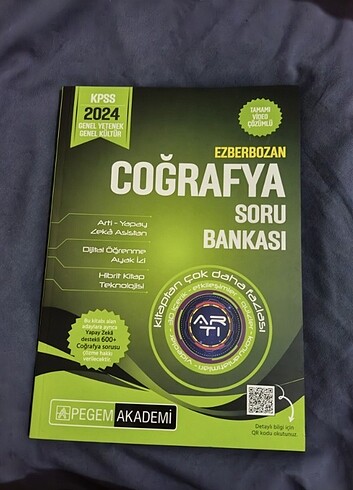 KPSS
2024
GENEL YETENEK
GENEL KÜLTÜR
TAMAMI
VİDEO
ÇÖZÜMLÜ
EZBERBOZAN
COĞRAFYA
SORU
BANKASI
Artı - Yapay
Zekâ Asistan
Dijital Öğrenme
Ayak İzi
Hibrit Kitap
Teknolojisi
kitaptan çok daha fazlası
ARTI
Bu kitabı alan
adaylara ayrıca
Yapay Zekâ
destekli 600+
Coğrafya sorusu
çözme hakkı
verilecektir.
PEGEM AKADEMİ
Detaylı bilgi için
QR kodu okutunuz.